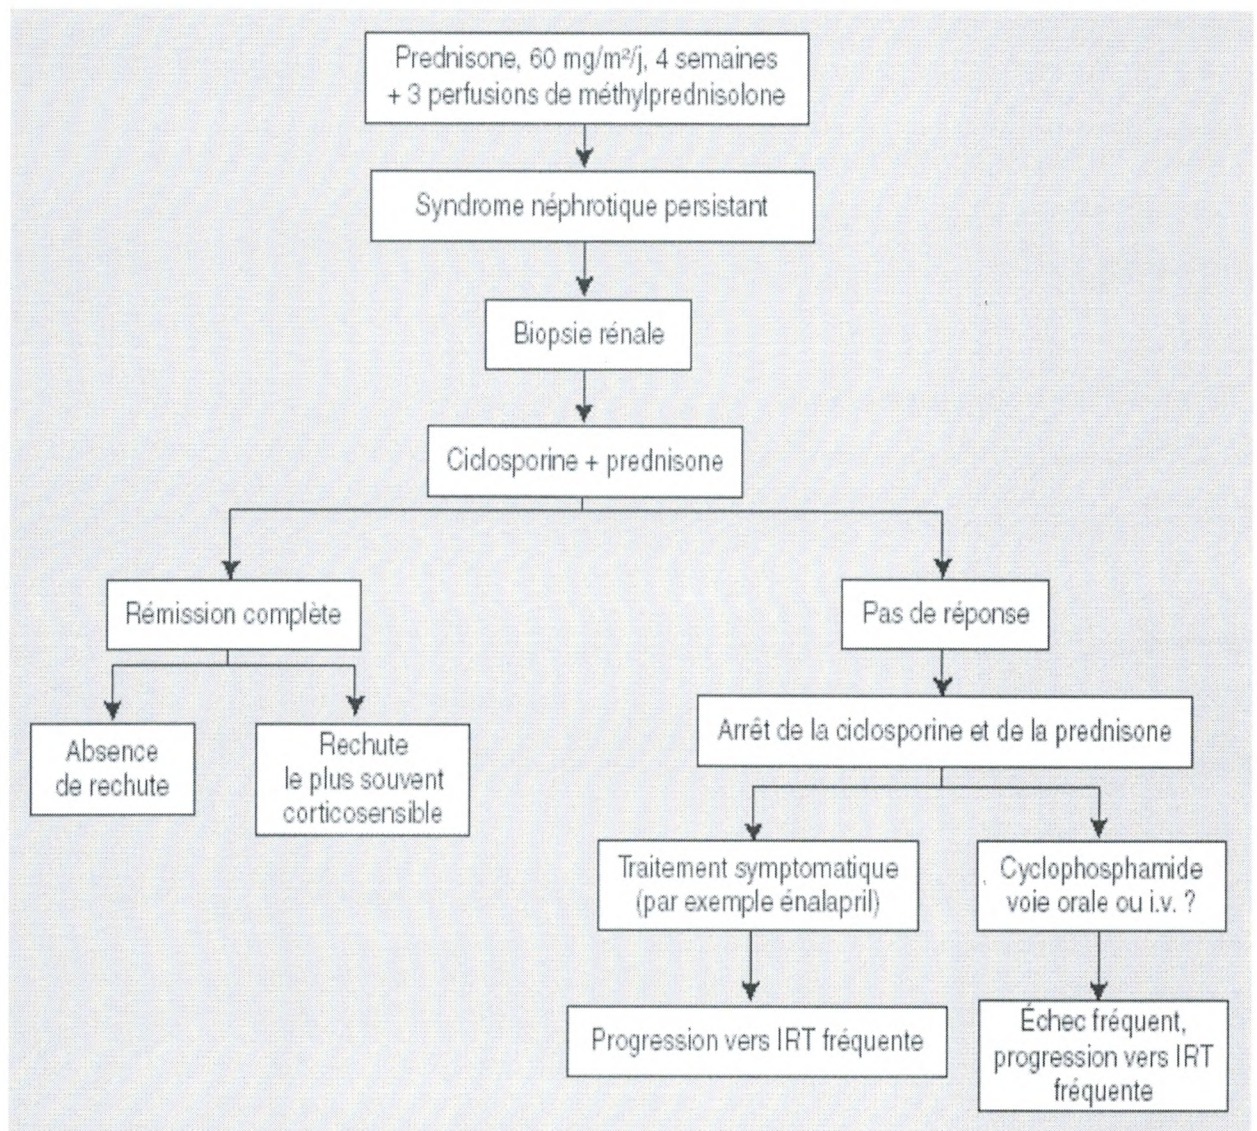 Prednisone, 60 mg/m²/j, 4 semaines
+ 3 perfusions de méthylprednisolone
Syndrome néphrotique persistant
Biopsie rénale
Ciclosporine + prednisone
Rémission complète
Pas de réponse
Absence
de rechute
Rechute
le plus souvent
corticosensible
Arrêt de la ciclosporine et de la prednisone
Traitement symptomatique
(par exemple énalapril)
Cyclophosphamide
voie orale ou i.v. ?
Progression vers IRT fréquente
Échec fréquent,
progression vers IRT
fréquente